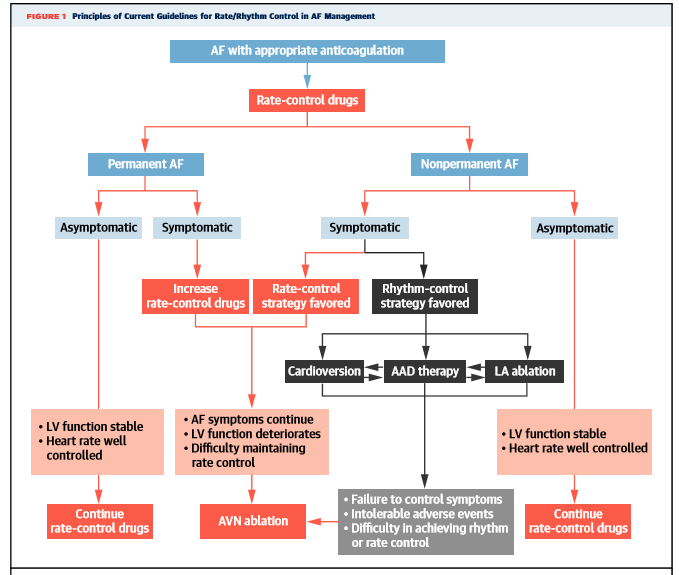 FIGURE 1 Principles of Current Guidelines for Rate/Rhythm Control in AF Management
AF with appropriate anticoagulation
Rate-control drugs
Permanent AF
Nonpermanent AF
Asymptomatic
Symptomatic
Symptomatic
Asymptomatic
Increase
rate-control drugs
Rate-control
strategy favored
Rhythm-control
strategy favored
Cardioversion
AAD therapy
LA ablation
• LV function stable
• Heart rate well
controlled
• AF symptoms continue
• LV function deteriorates
• Difficulty maintaining
rate control
• LV function stable
• Heart rate well
controlled
Continue
rate-control drugs
AVN ablation
• Failure to control symptoms
• Intolerable adverse events
• Difficulty in achieving rhythm
or rate control
Continue
rate-control drugs